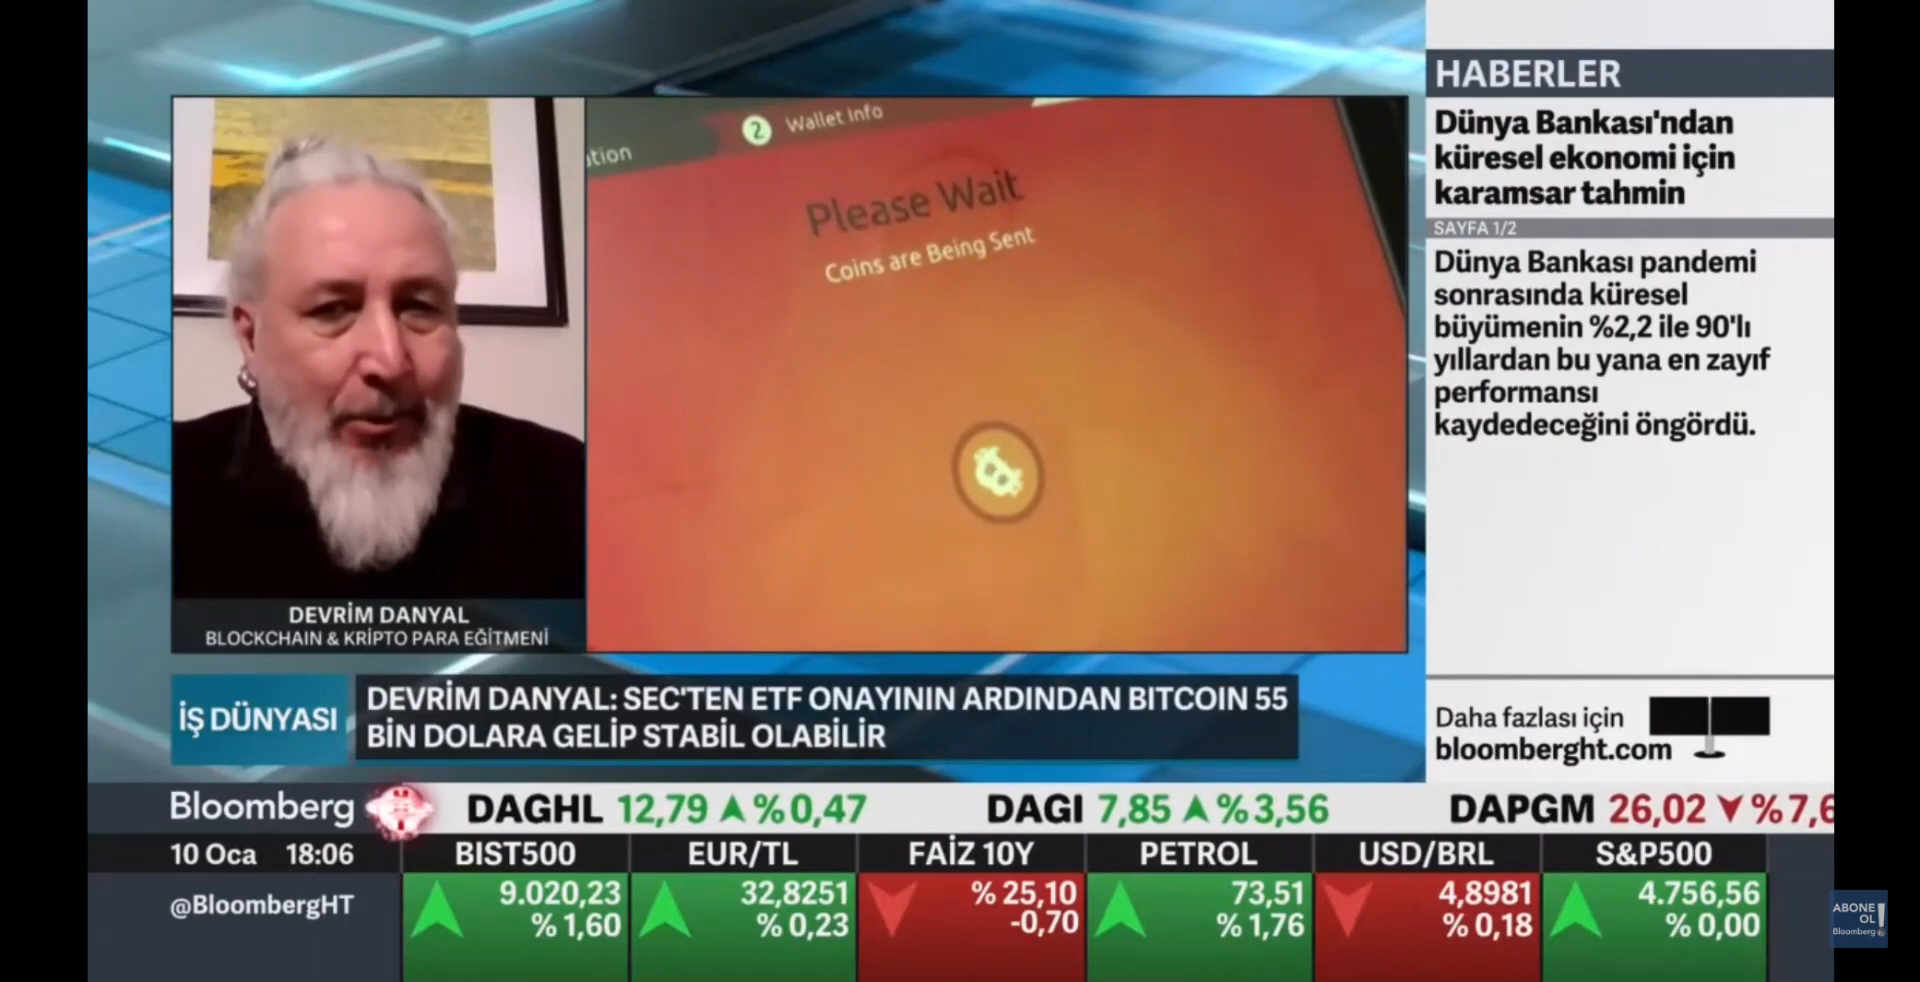 ation
2 Wallet Info
Please Wait
Coins are Being Sent
DEVRİM DANYAL
BLOCKCHAIN & KRİPTO PARA EĞİTMENİ
İŞ DÜNYASI
DEVRİM DANYAL: SEC'TEN ETF ONAYININ ARDINDAN BITCOIN 55
BİN DOLARA GELİP STABİL OLABİLİR
HABERLER
Dünya Bankası'ndan
küresel ekonomi için
karamsar tahmin
SAYFA 1/2
Dünya Bankası pandemi
sonrasında küresel
büyümenin %2,2 ile 90'lı
yıllardan bu yana en zayıf
performansı
kaydedeceğini öngördü.
Daha fazlası için
bloomberght.com
Bloomberg HT
DAGHL 12,79 %0,47 DAGI 7,85 %3,56 DAPGM 26,02 %7,6
10 Oca 18:06
@BloombergHT
BIST500
9.020,23
% 1,60
EUR/TL
32,8251
% 0,23
FAİZ 10Y
% 25,10
-0,70
PETROL
73,51
% 1,76
USD/BRL
4,8981
% 0,18
S&P500
4.756,56
% 0,00
ABONE
OL !
Bloomberg